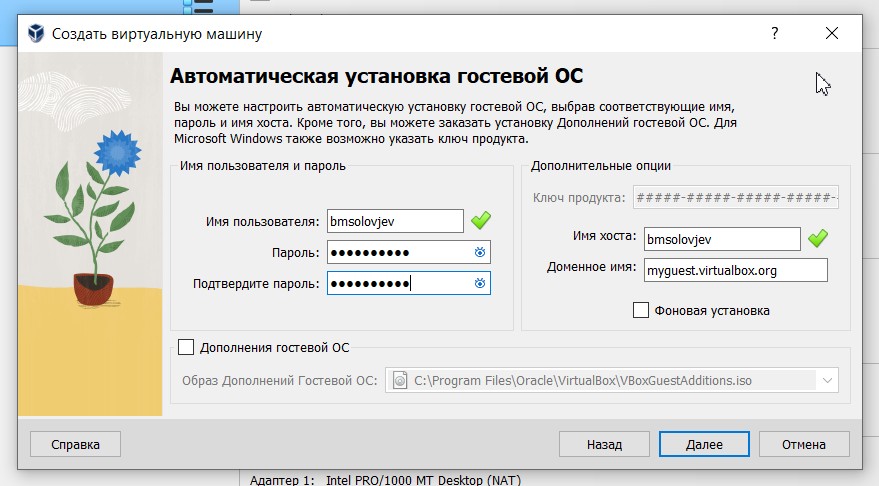 Создать виртуальную машину
?
Автоматическая установка гостевой ОС
Вы можете настроить автоматическую установку гостевой ОС, выбрав соответствующие имя,
пароль и имя хоста. Кроме того, вы можете заказать установку Дополнений гостевой ОС. Для
Microsoft Windows также возможно указать ключ продукта.
Имя пользователя и пароль
Имя пользователя: bmsolovjev
Пароль: ●●●●●●●●●●
Подтвердите пароль: ●●●●●●●●●●
Дополнительные опции
Ключ продукта: #####-#####-#####-#####-
Имя хоста: bmsolovjev
Доменное имя: myguest.virtualbox.org
Фоновая установка
Дополнения гостевой ОС
Образ Дополнений Гостевой ОС: C:\Program Files\Oracle\VirtualBox\VBoxGuestAdditions.iso
Справка Назад Далее Отмена
Адаптер 1: Intel PRO/1000 MT Desktop (NAT)